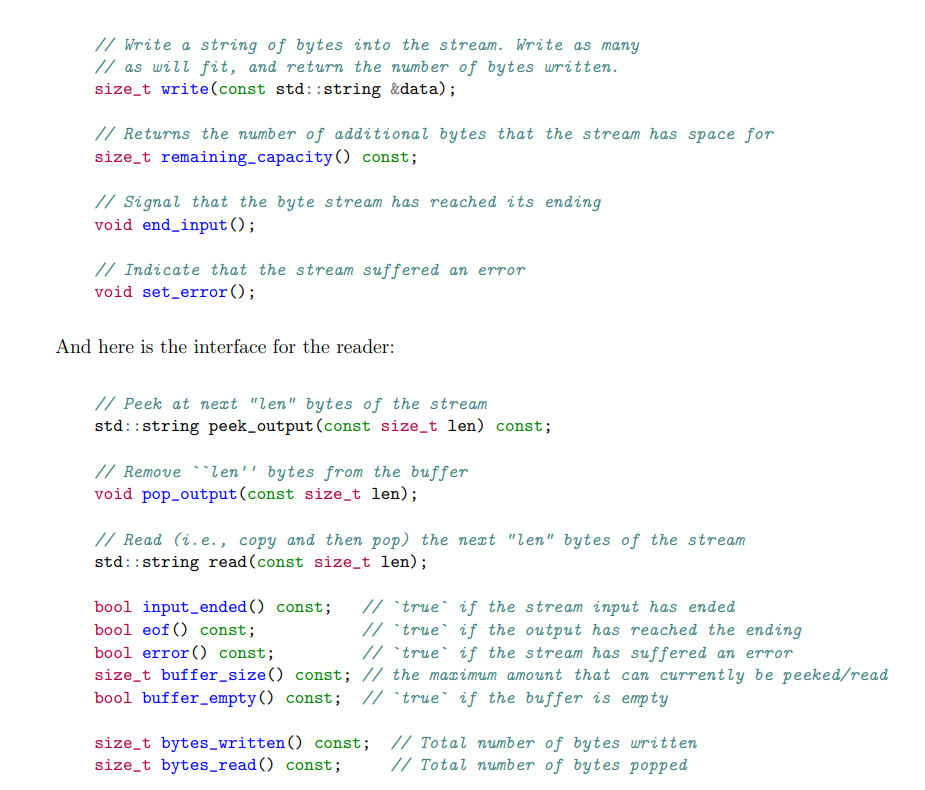 // Write a string of bytes into the stream. Write as many
// as will fit, and return the number of bytes written.
size_t write(const std::string &data);
// Returns the number of additional bytes that the stream has space for
size_t remaining_capacity() const;
// Signal that the byte stream has reached its ending
void end_input();
// Indicate that the stream suffered an error
void set_error();
And here is the interface for the reader:
// Peek at next "len" bytes of the stream
std::string peek_output(const size_t len) const;
// Remove ``len'' bytes from the buffer
void pop_output(const size_t len);
// Read (i.e., copy and then pop) the next "len" bytes of the stream
std::string read(const size_t len);
bool input_ended() const; // `true` if the stream input has ended
bool eof() const; // `true` if the output has reached the ending
bool error() const; // `true` if the stream has suffered an error
size_t buffer_size() const; // the maximum amount that can currently be peeked/read
bool buffer_empty() const; // `true` if the buffer is empty
size_t bytes_written() const; // Total number of bytes written
size_t bytes_read() const; // Total number of bytes popped